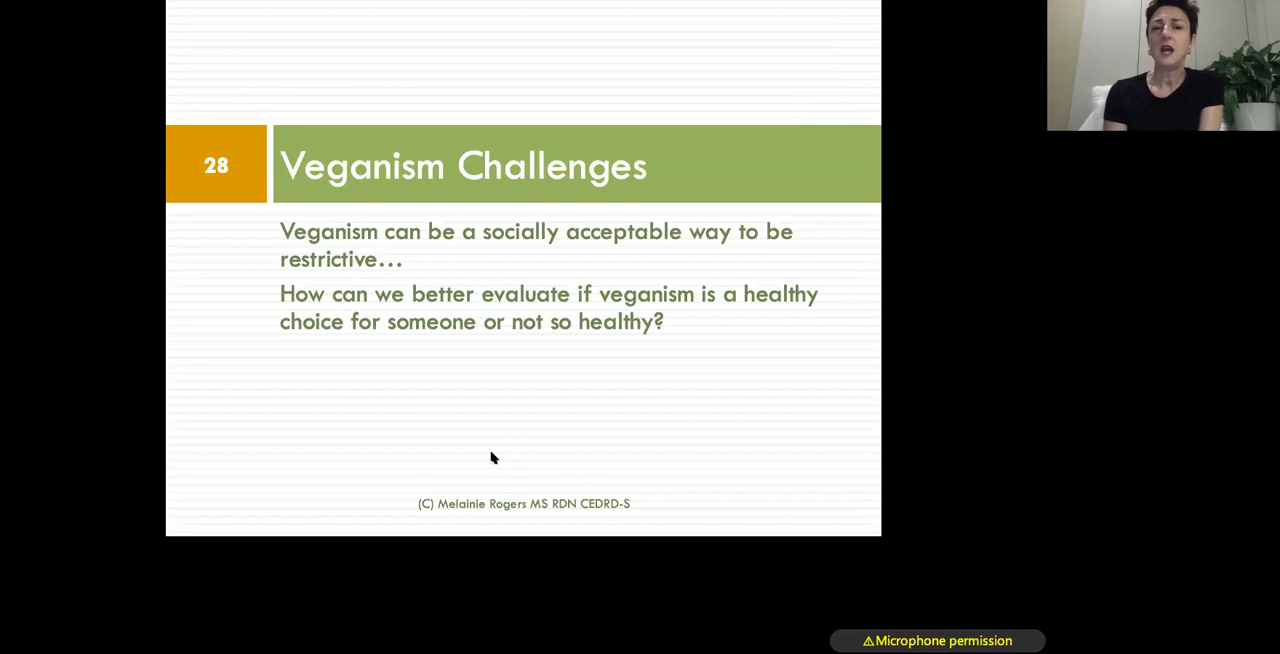 28
Veganism Challenges
Veganism can be a socially acceptable way to be
restrictive…
How can we better evaluate if veganism is a healthy
choice for someone or not so healthy?
(C) Melainie Rogers MS RDN CEDRD-S
⚠Microphone permission